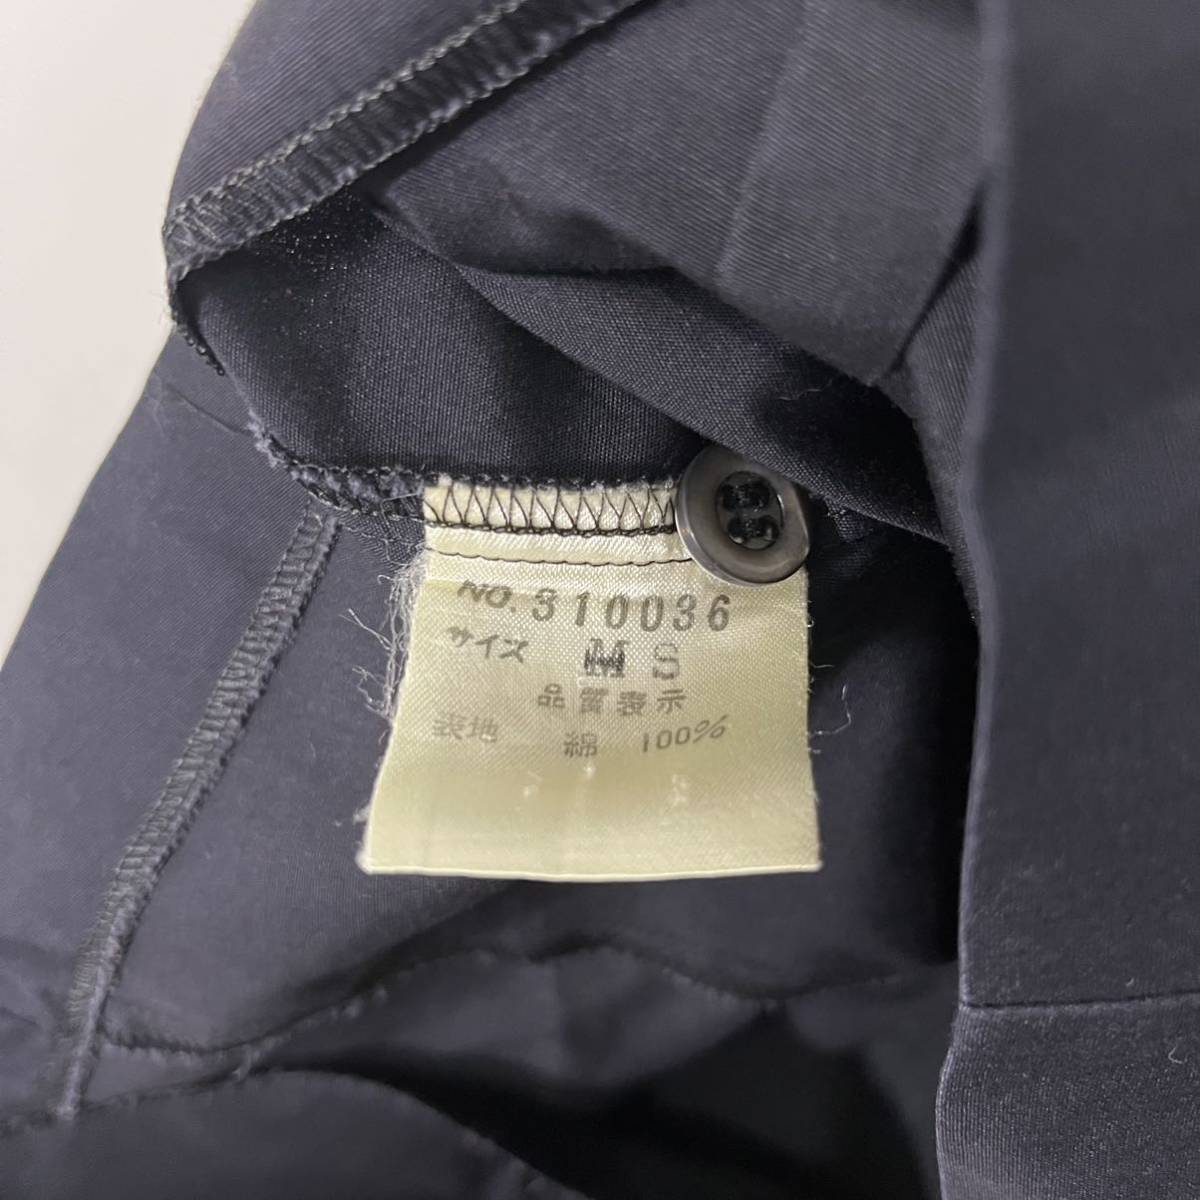 NO. 310036
サイズ M S
品質表示
表地 綿 100%